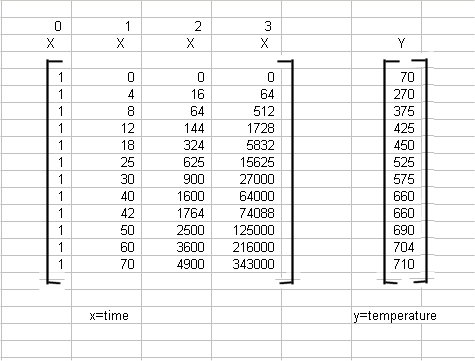 0 1 2 3
X X X X Y
1 0 0 0 70
1 4 16 64 270
1 8 64 512 375
1 12 144 1728 425
1 18 324 5832 450
1 25 625 15625 525
1 30 900 27000 575
1 40 1600 64000 660
1 42 1764 74088 660
1 50 2500 125000 690
1 60 3600 216000 704
1 70 4900 343000 710
x=time y=temperature